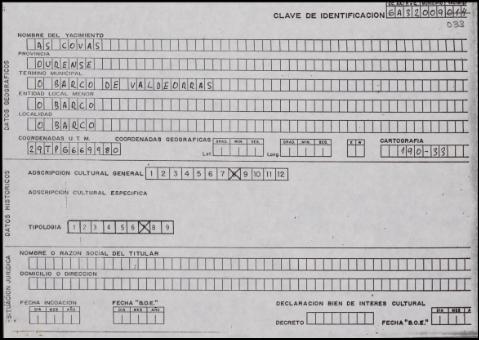 CLAVE DE IDENTIFICACION GA32009014
033
NOMBRE DEL YACIMIENTO
AS COVAS
PROVINCIA
OURENSE
TERMINO MUNICIPAL
O BARCO DE VALDEORRAS
ENTIDAD LOCAL MENOR
O BARCO
LOCALIDAD
O BARCO
COORDENADAS U.T.M. COORDENADAS GEOGRAFICAS GRAD. MIN. SEG. GRAD. MIN. SEG. E W CARTOGRAFIA
29TPG669980 Lat. Long. 190-33
DATOS GEOGRAFICOS
ADSCRIPCION CULTURAL GENERAL 1 2 3 4 5 6 7 8 9 10 11 12
ADSCRIPCION CULTURAL ESPECIFICA
TIPOLOGIA 1 2 3 4 5 6 7 8 9
DATOS HISTORICOS
NOMBRE O RAZON SOCIAL DEL TITULAR
DOMICILIO O DIRECCION
FECHA INCOACION FECHA "B.O.E." DECLARACION BIEN DE INTERES CULTURAL
DIA MES AÑO DIA MES AÑO DECRETO FECHA "B.O.E." DIA MES
SITUACION JURIDICA